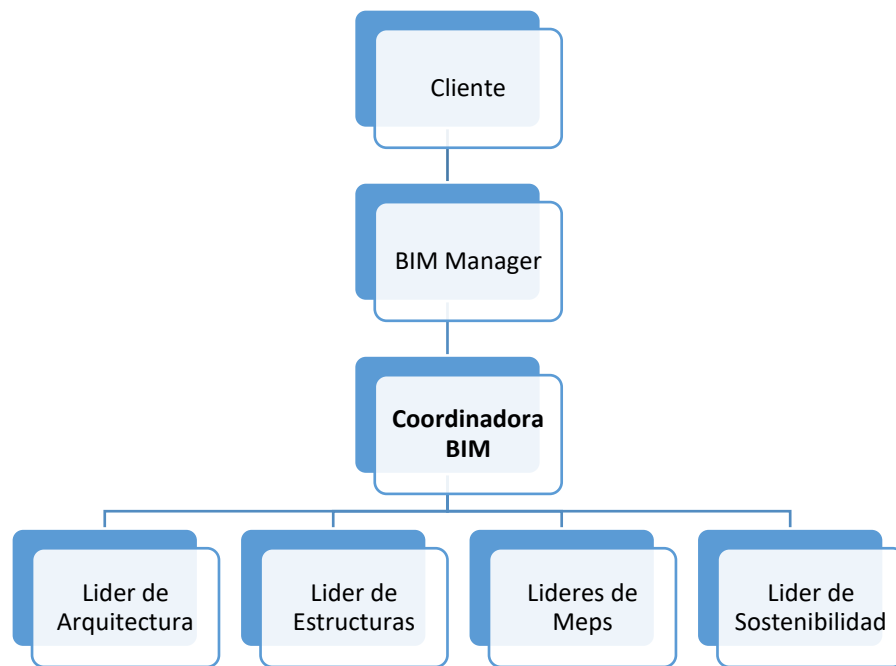 Cliente
BIM Manager
Coordinadora
BIM
Lider de
Arquitectura
Lider de
Estructuras
Lideres de
Meps
Lider de
Sostenibilidad